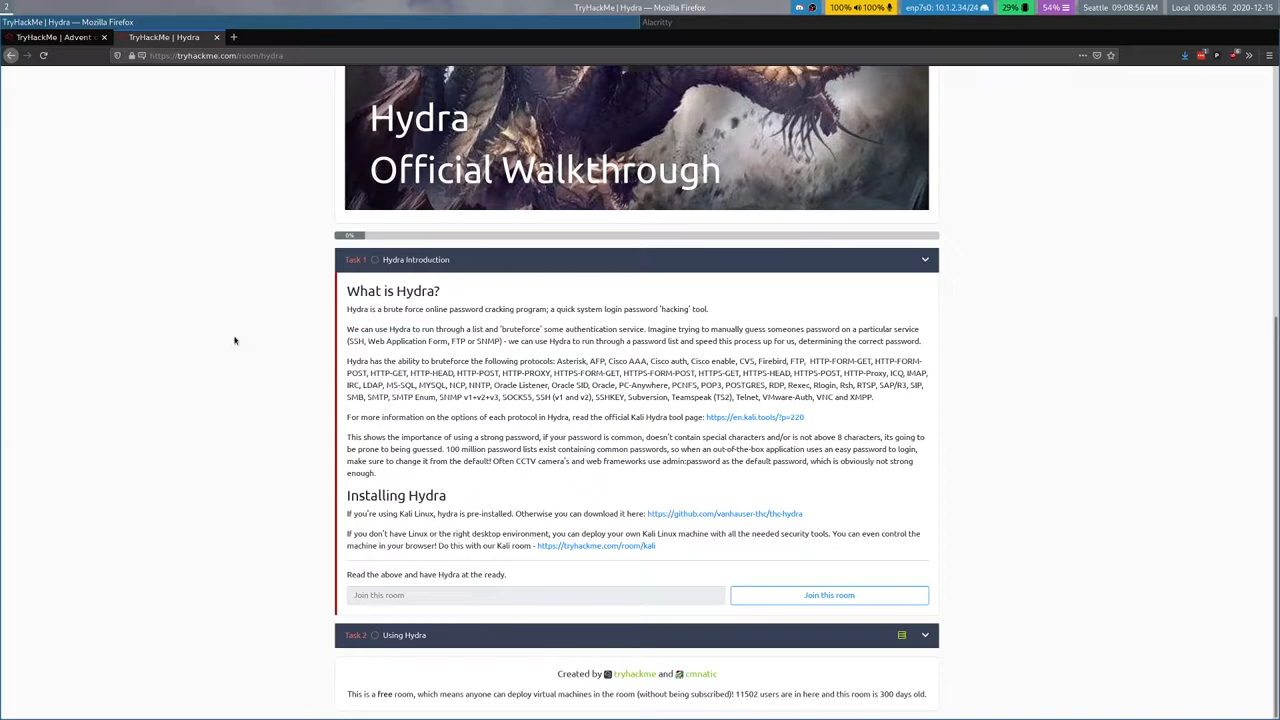 2
TryHackMe | Hydra — Mozilla Firefox
100% 100%
enp7s0: 10.1.2.34/24
29%
54%
Seattle 09:08:56 AM
Local 00:08:56
2020-12-15
TryHackMe | Hydra — Mozilla Firefox
Alacritty
TryHackMe | Advent o
TryHackMe | Hydra
https://tryhackme.com/room/hydra
Hydra
Official Walkthrough
0%
Task 1 Hydra Introduction
What is Hydra?
Hydra is a brute force online password cracking program; a quick system login password 'hacking' tool.
We can use Hydra to run through a list and 'bruteforce' some authentication service. Imagine trying to manually guess someones password on a particular service
(SSH, Web Application Form, FTP or SNMP) - we can use Hydra to run through a password list and speed this process up for us, determining the correct password.
Hydra has the ability to bruteforce the following protocols: Asterisk, AFP, Cisco AAA, Cisco auth, Cisco enable, CVS, Firebird, FTP, HTTP-FORM-GET, HTTP-FORM-
POST, HTTP-GET, HTTP-HEAD, HTTP-POST, HTTP-PROXY, HTTPS-FORM-GET, HTTPS-FORM-POST, HTTPS-GET, HTTPS-HEAD, HTTPS-POST, HTTP-Proxy, ICQ, IMAP,
IRC, LDAP, MS-SQL, MYSQL, NCP, NNTP, Oracle Listener, Oracle SID, Oracle, PC-Anywhere, PCNFS, POP3, POSTGRES, RDP, Rexec, Rlogin, Rsh, RTSP, SAP/R3, SIP,
SMB, SMTP, SMTP Enum, SNMP v1+v2+v3, SOCKS5, SSH (v1 and v2), SSHKEY, Subversion, Teamspeak (TS2), Telnet, VMware-Auth, VNC and XMPP.
For more information on the options of each protocol in Hydra, read the official Kali Hydra tool page: https://en.kali.tools/?p=220
This shows the importance of using a strong password, if your password is common, doesn't contain special characters and/or is not above 8 characters, its going to
be prone to being guessed. 100 million password lists exist containing common passwords, so when an out-of-the-box application uses an easy password to login,
make sure to change it from the default! Often CCTV camera's and web frameworks use admin:password as the default password, which is obviously not strong
enough.
Installing Hydra
If you're using Kali Linux, hydra is pre-installed. Otherwise you can download it here: https://github.com/vanhauser-thc/thc-hydra
If you don't have Linux or the right desktop environment, you can deploy your own Kali Linux machine with all the needed security tools. You can even control the
machine in your browser! Do this with our Kali room - https://tryhackme.com/room/kali
Read the above and have Hydra at the ready.
Join this room
Join this room
Task 2 Using Hydra
Created by tryhackme and cmnatic
This is a free room, which means anyone can deploy virtual machines in the room (without being subscribed)! 11502 users are in here and this room is 300 days old.